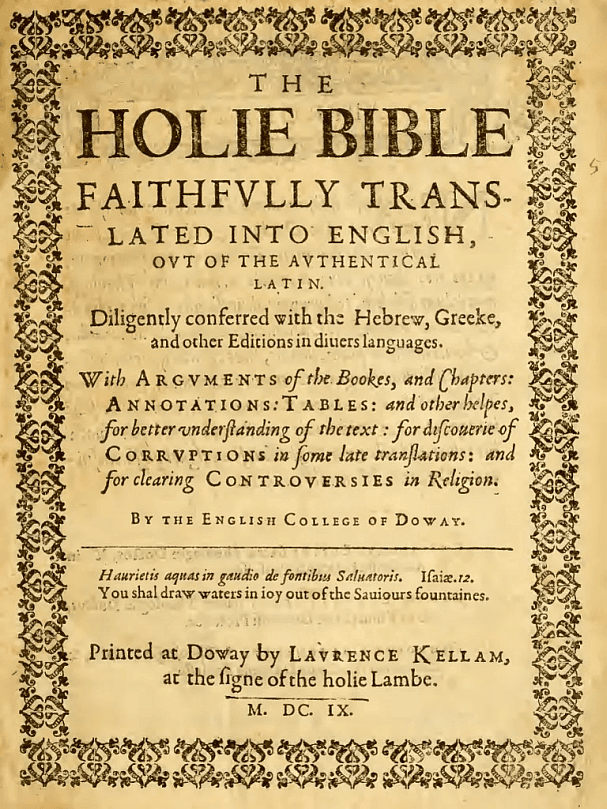 THE
HOLIE BIBLE
FAITHFVLLY TRANS-
LATED INTO ENGLISH,
OVT OF THE AVTHENTICAL
LATIN.
Diligently conferred with the Hebrew, Greeke,
and other Editions in diuers languages.
With ARGVMENTS of the Bookes, and Chapters:
ANNOTATIONS: TABLES: and other helpes,
for better vnderſtanding of the text: for diſcouerie of
CORRVPTIONS in ſome late tranſlations: and
for clearing CONTROVERSIES in Religion.
BY THE ENGLISH COLLEGE OF DOWAY.
Haurietis aquas in gaudio de fontibus Saluatoris. Iſaiæ.12.
You shal draw waters in ioy out of the Sauiours fountaines.
Printed at Doway by LAVRENCE KELLAM,
at the ſigne of the holie Lambe.
M. DC. IX.
5